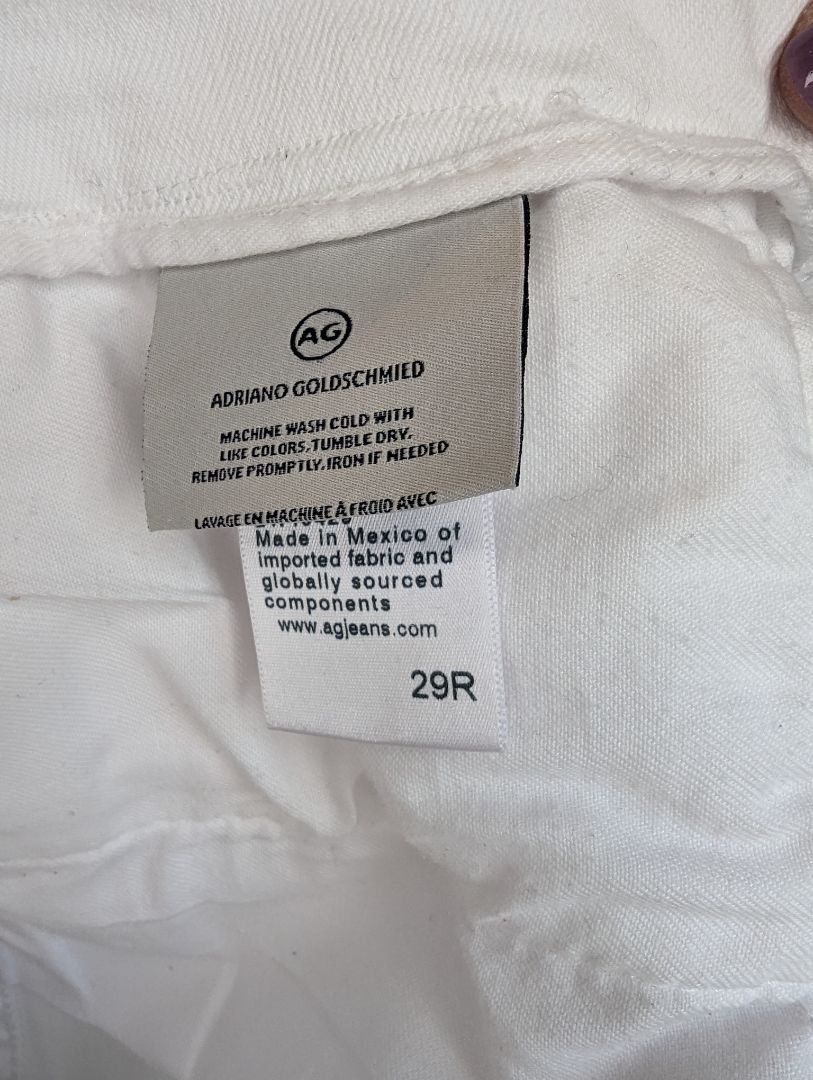 AG
ADRIANO GOLDSCHMIED
MACHINE WASH COLD WITH
LIKE COLORS, TUMBLE DRY.
REMOVE PROMPTLY, IRON IF NEEDED
LAVAGE EN MACHINE À FROID AVEC
Made in Mexico of
imported fabric and
globally sourced
components
www.agjeans.com
29R